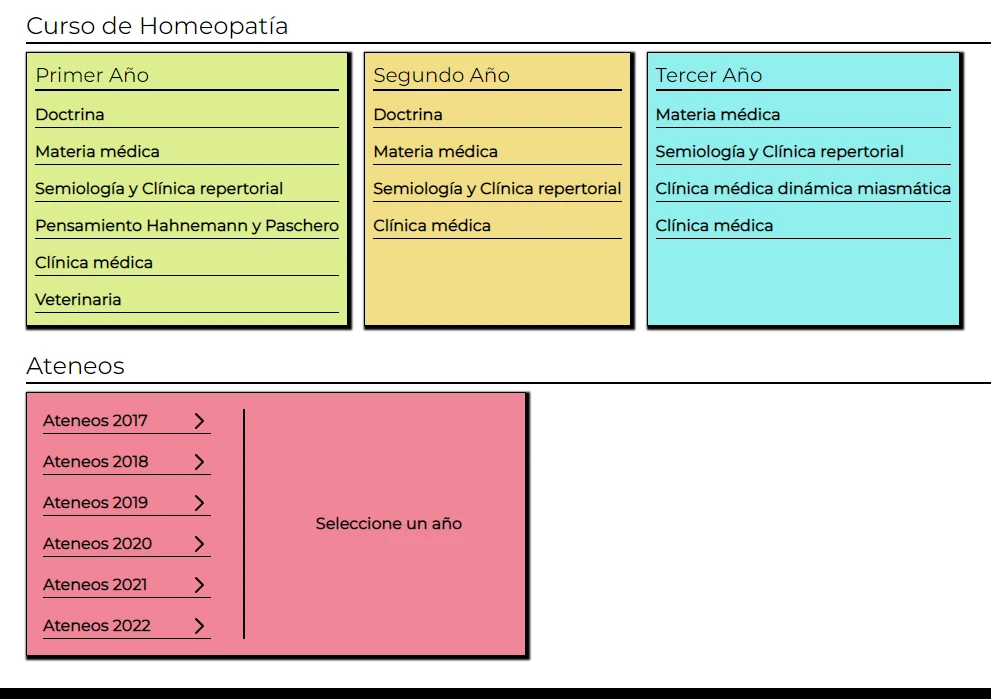 Curso de Homeopatía
Primer Año
Doctrina
Materia médica
Semiología y Clínica repertorial
Pensamiento Hahnemann y Paschero
Clínica médica
Veterinaria
Segundo Año
Doctrina
Materia médica
Semiología y Clínica repertorial
Clínica médica
Tercer Año
Materia médica
Semiología y Clínica repertorial
Clínica médica dinámica miasmática
Clínica médica
Ateneos
Ateneos 2017
Ateneos 2018
Ateneos 2019
Ateneos 2020
Ateneos 2021
Ateneos 2022
Seleccione un año